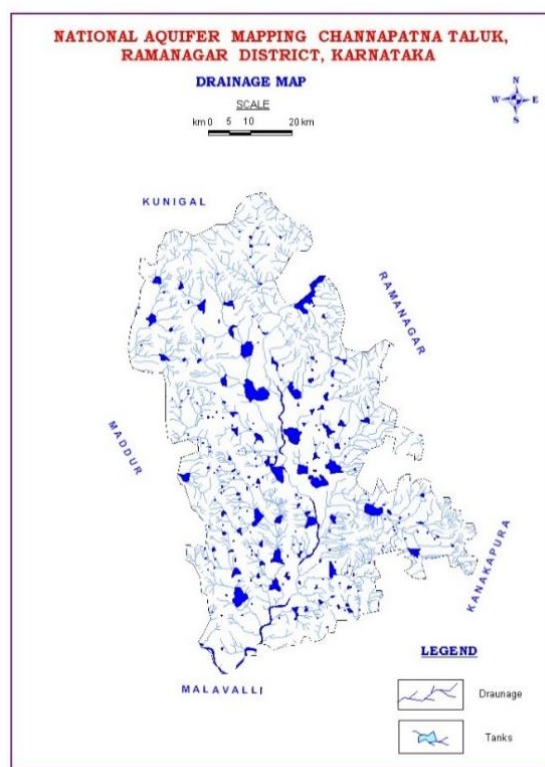 NATIONAL AQUIFER MAPPING CHANNAPATNA TALUK,
RAMANAGAR DISTRICT, KARNATAKA
DRAINAGE MAP
SCALE
km 0 5 10 20 km
N
W E
S
KUNIGAL
RAMANAGAR
MADDUR
KANAKAPURA
MALAVALLI
LEGEND
Draunage
Tanks